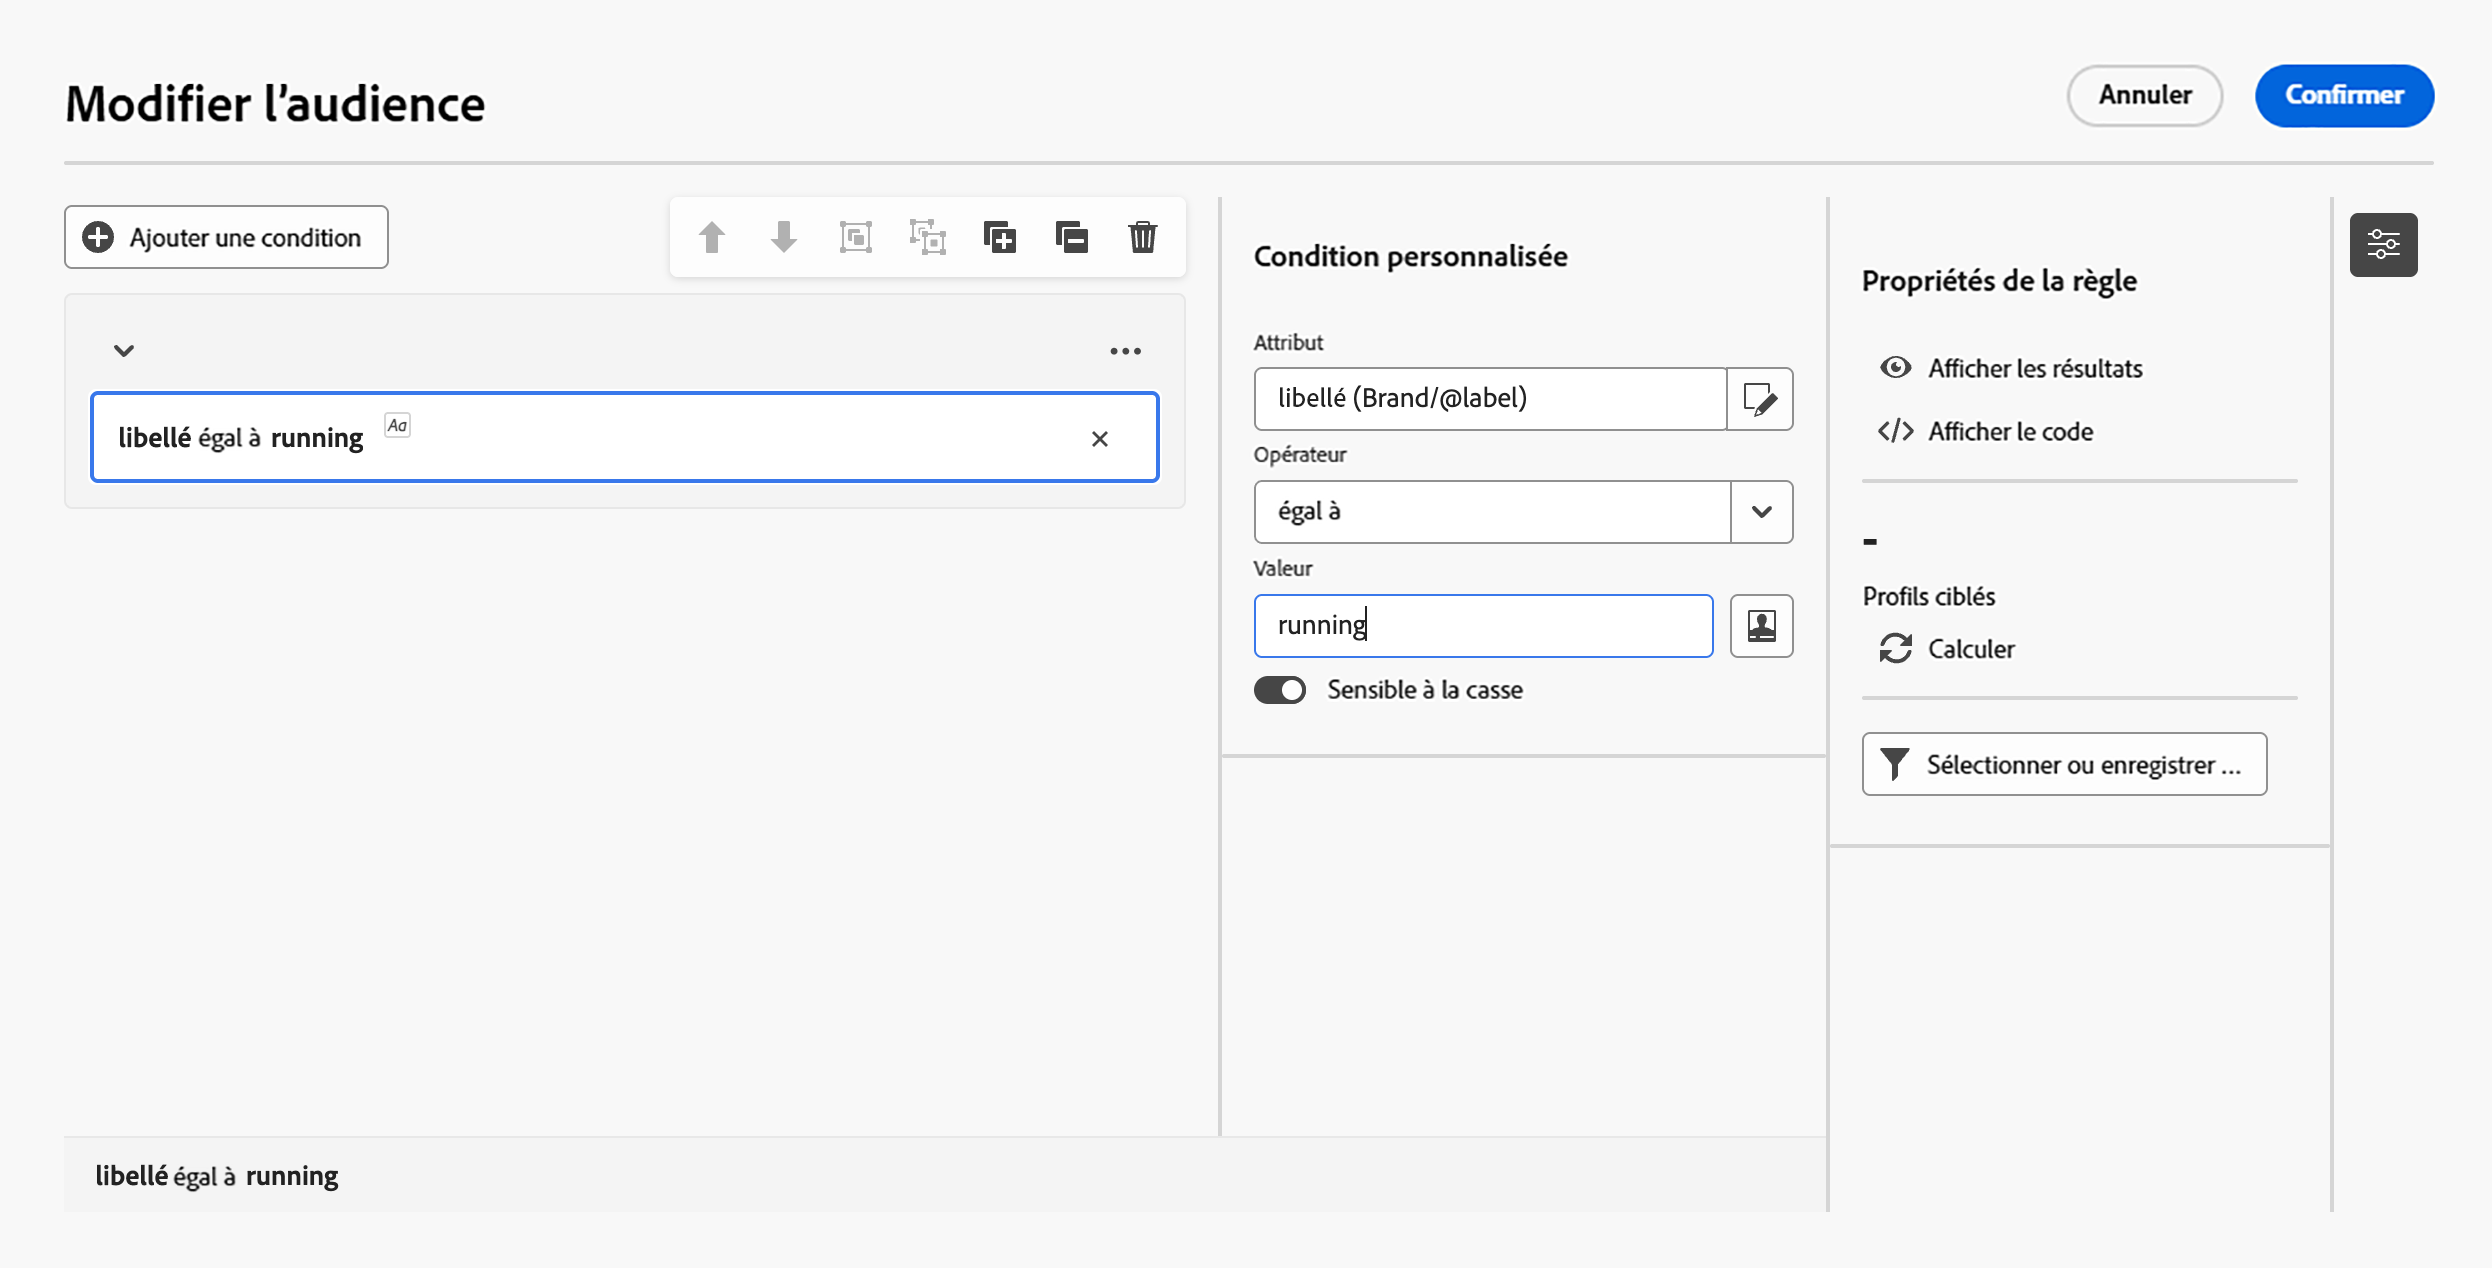 Modifier l’audience
Annuler
Confirmer
Ajouter une condition
libellé égal à running Aa
Condition personnalisée
Attribut
libellé (Brand/@label)
Opérateur
égal à
Valeur
running
Sensible à la casse
Propriétés de la règle
Afficher les résultats
Afficher le code
-
Profils ciblés
Calculer
Sélectionner ou enregistrer ...
libellé égal à running